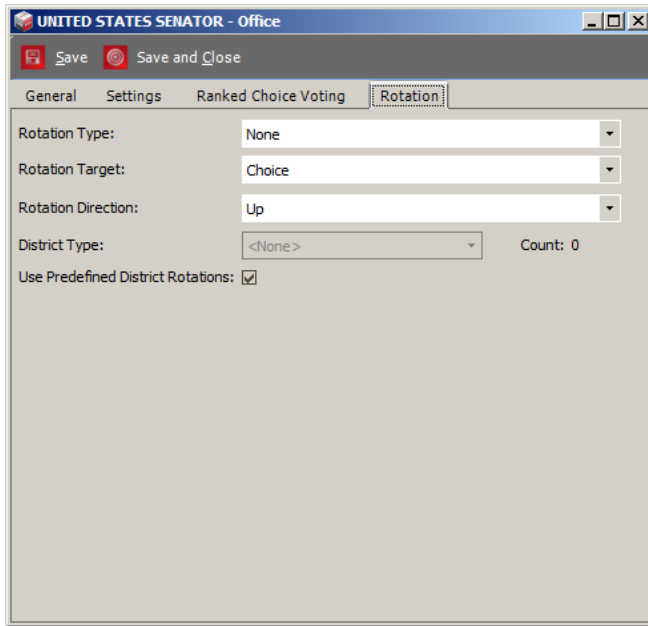 UNITED STATES SENATOR - Office
Save Save and Close
General Settings Ranked Choice Voting Rotation
Rotation Type: None
Rotation Target: Choice
Rotation Direction: Up
District Type: <None> Count: 0
Use Predefined District Rotations: